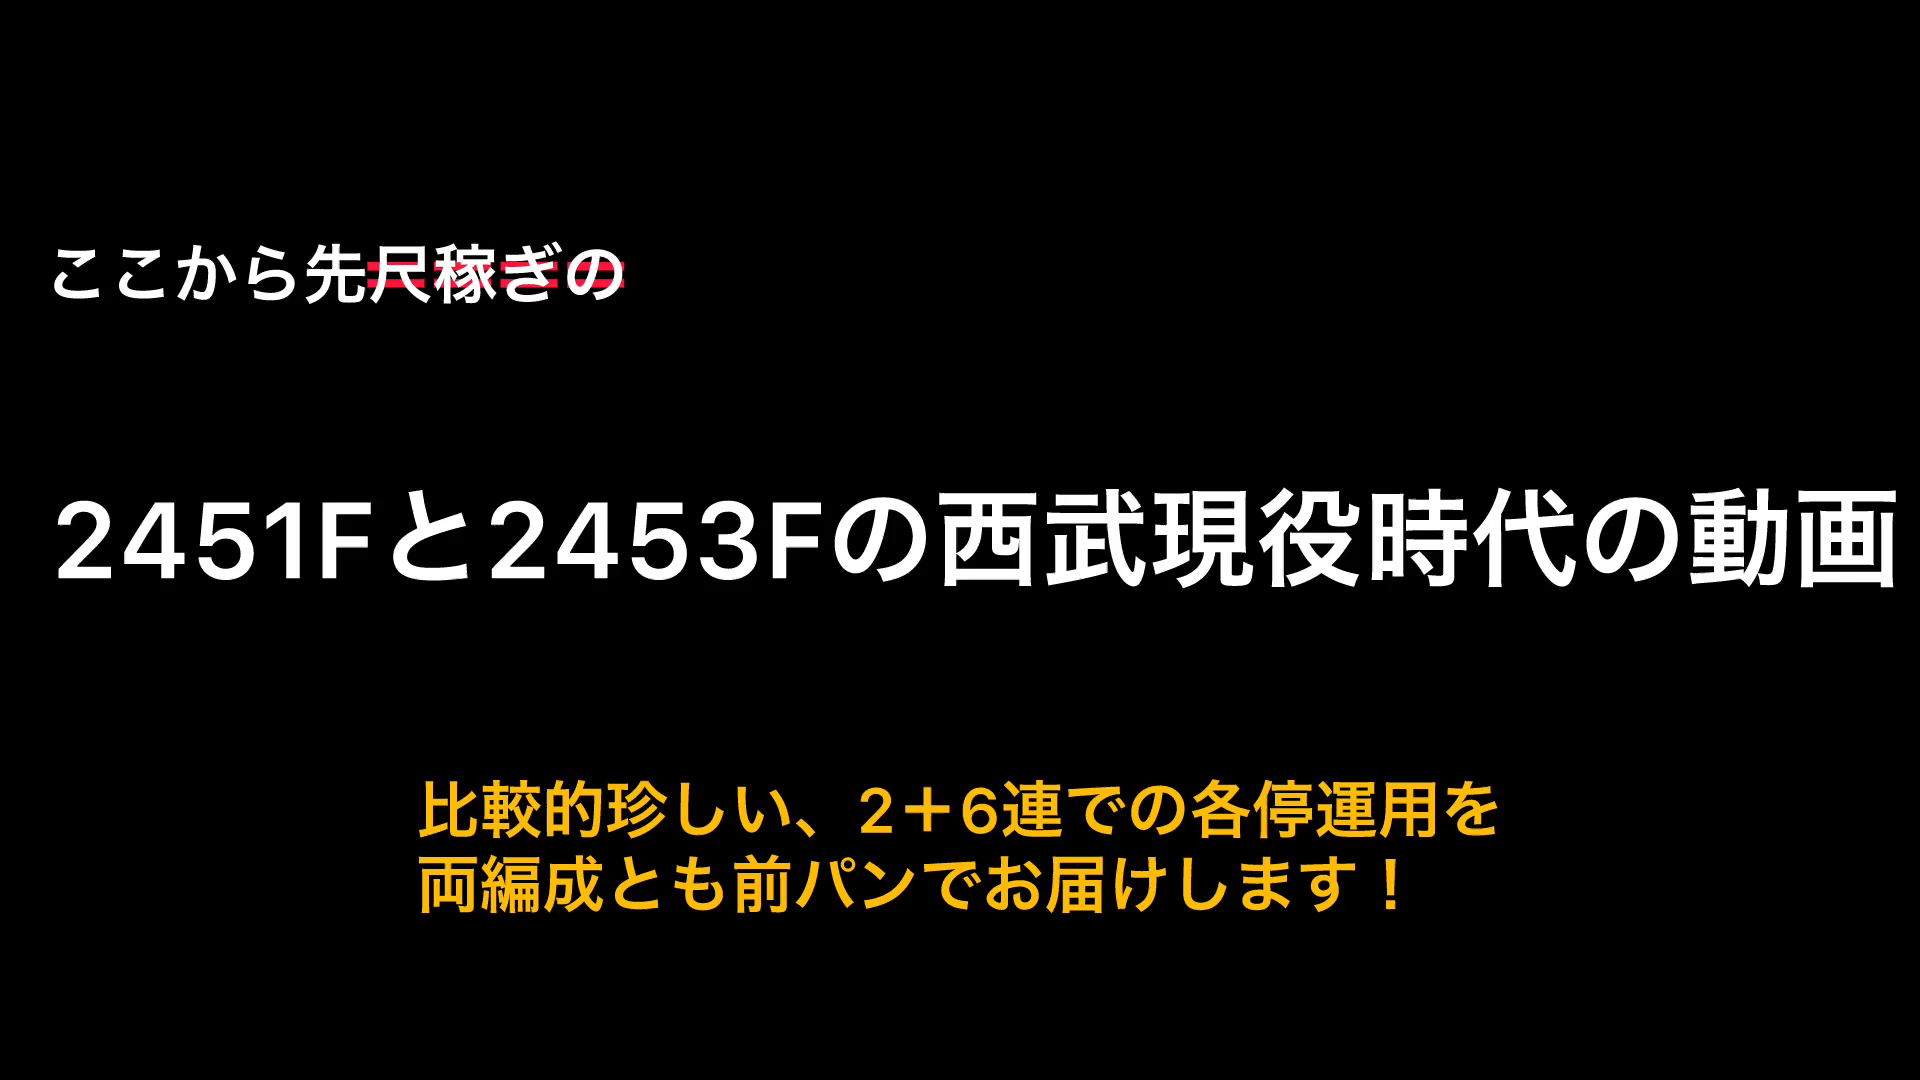 ここから先尺稼ぎの
2451Fと2453Fの西武現役時代の動画
比較的珍しい、2＋6連での各停運用を
両編成とも前パンでお届けします！